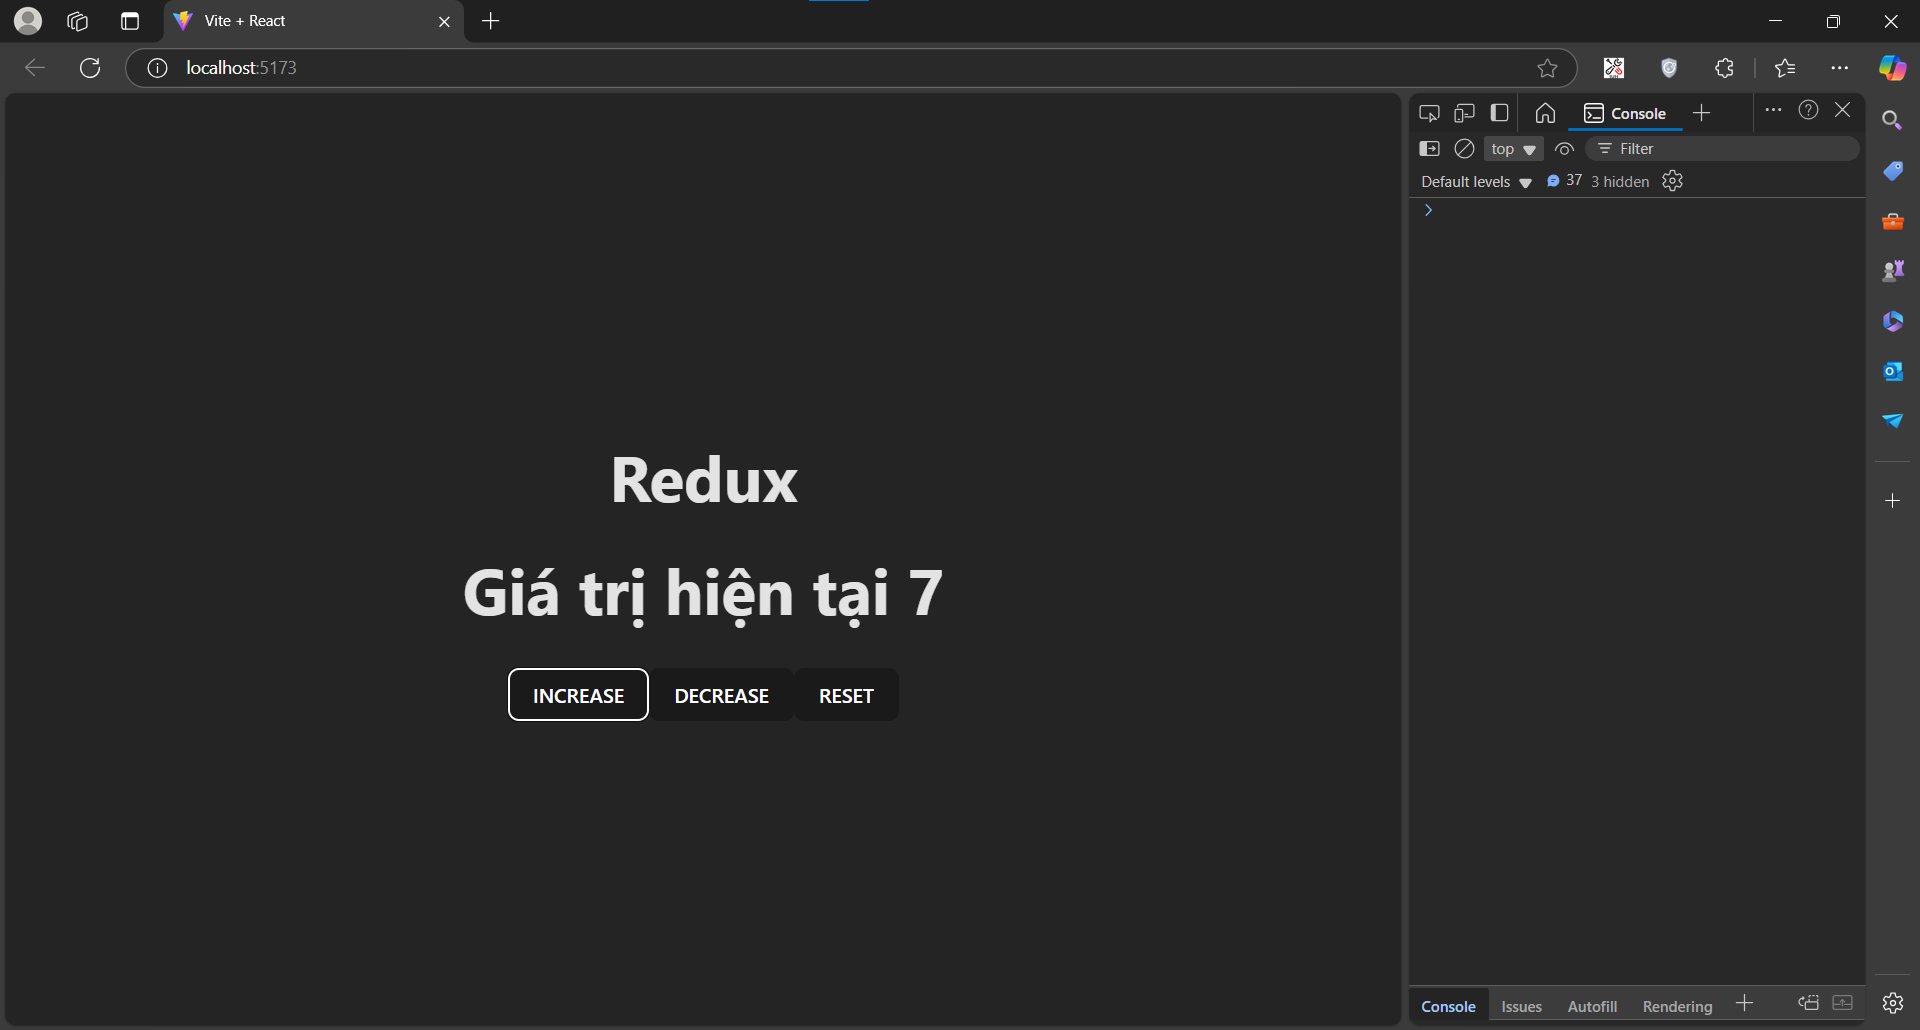 Vite + React
localhost:5173
Console
top
Filter
Default levels
37
3 hidden
Redux
Giá trị hiện tại 7
INCREASE
DECREASE
RESET
Console
Issues
Autofill
Rendering